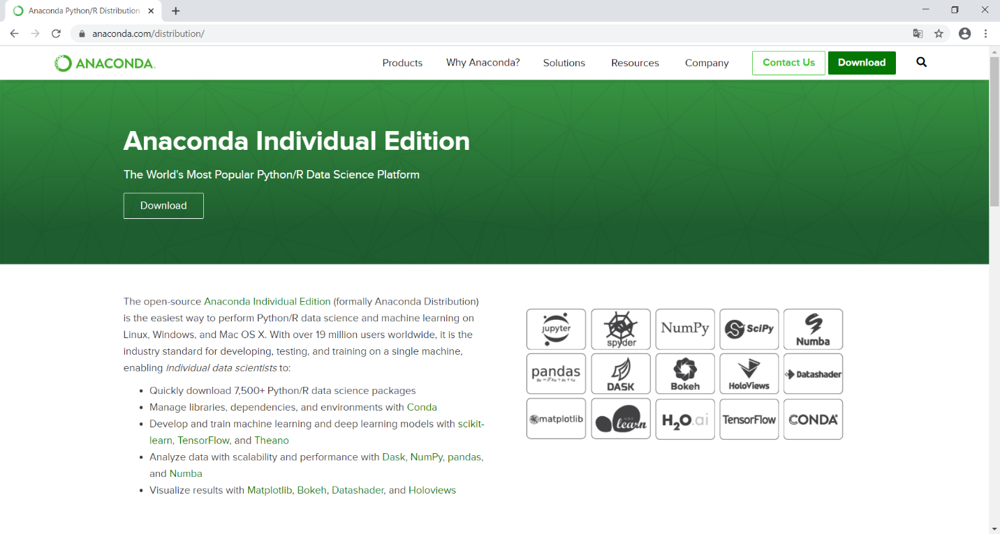 Anaconda Python/R Distribution
anaconda.com/distribution/
ANACONDA.
Products Why Anaconda? Solutions Resources Company Contact Us Download
Anaconda Individual Edition
The World's Most Popular Python/R Data Science Platform
Download
The open-source Anaconda Individual Edition (formally Anaconda Distribution)
is the easiest way to perform Python/R data science and machine learning on
Linux, Windows, and Mac OS X. With over 19 million users worldwide, it is the
industry standard for developing, testing, and training on a single machine,
enabling individual data scientists to:
• Quickly download 7,500+ Python/R data science packages
• Manage libraries, dependencies, and environments with Conda
• Develop and train machine learning and deep learning models with scikit-
learn, TensorFlow, and Theano
• Analyze data with scalability and performance with Dask, NumPy, pandas,
and Numba
• Visualize results with Matplotlib, Bokeh, Datashader, and Holoviews
jupyter spyder NumPy SciPy Numba
pandas DASK Bokeh HoloViews Datashader
matplotlib learn H2O.ai TensorFlow CONDA